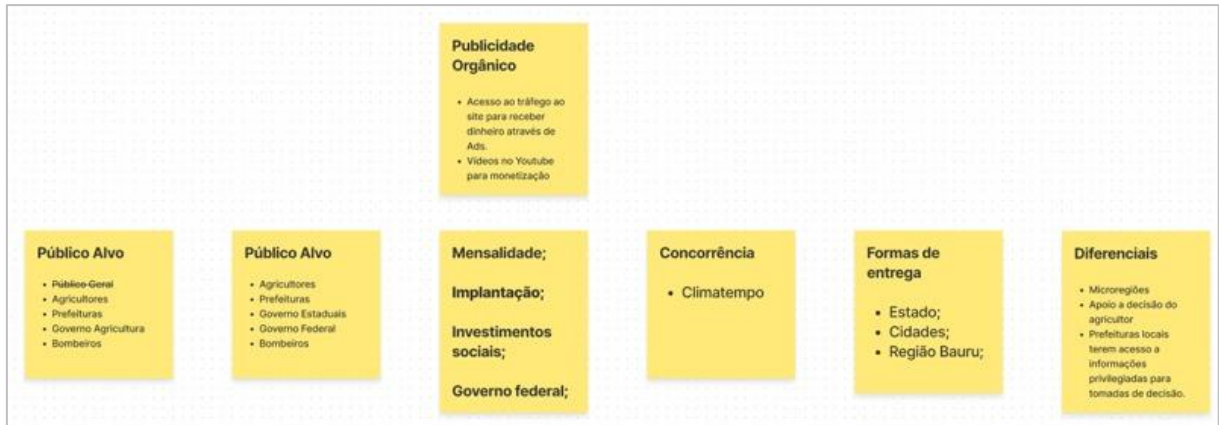 Publicidade
Orgânico
• Acesso ao tráfego ao
site para receber
dinheiro através de
Ads.
• Vídeos no Youtube
para monetização
Público Alvo
• Público Geral
• Agricultores
• Prefeituras
• Governo Agricultura
• Bombeiros
Público Alvo
• Agricultores
• Prefeituras
• Governo Estaduais
• Governo Federal
• Bombeiros
Mensalidade;
Implantação;
Investimentos
sociais;
Governo federal;
Concorrência
• Climatempo
Formas de
entrega
• Estado;
• Cidades;
• Região Bauru;
Diferenciais
• Microregiões
• Apoio a decisão do
agricultor
• Prefeituras locais
terem acesso a
informações
privilegiadas para
tomadas de decisão.